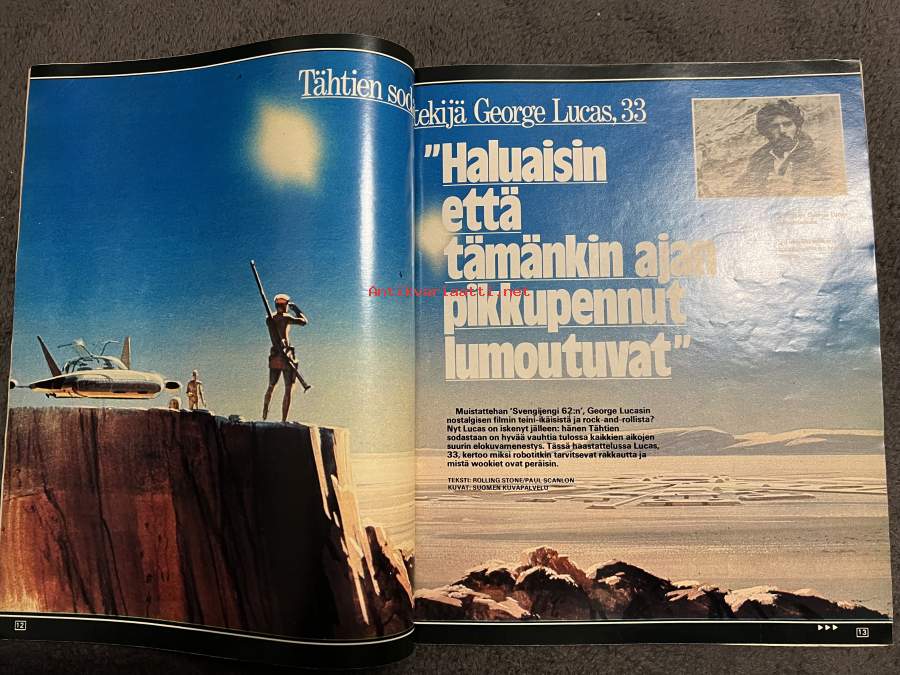 Tähtien sod
tekijä George Lucas, 33
"Haluaisin
että
tämänkin ajan
pikkupennut
lumoutuvat"
Antikvariaatti.net
Muistattehan 'Svengijengi 62:n', George Lucasin
nostalgisen filmin teini-ikäisistä ja rock-and-rollista?
Nyt Lucas on iskenyt jälleen: hänen Tähtien
sodastaan on hyvää vauhtia tulossa kaikkien aikojen
suurin elokuvamenestys. Tässä haastattelussa Lucas,
33, kertoo miksi robotitkin tarvitsevat rakkautta ja
mistä wookiet ovat peräisin.
TEKSTI: ROLLING STONE/PAUL SCANLON
KUVAT: SUOMEN KUVAPALVELU
George Lucas
12
13